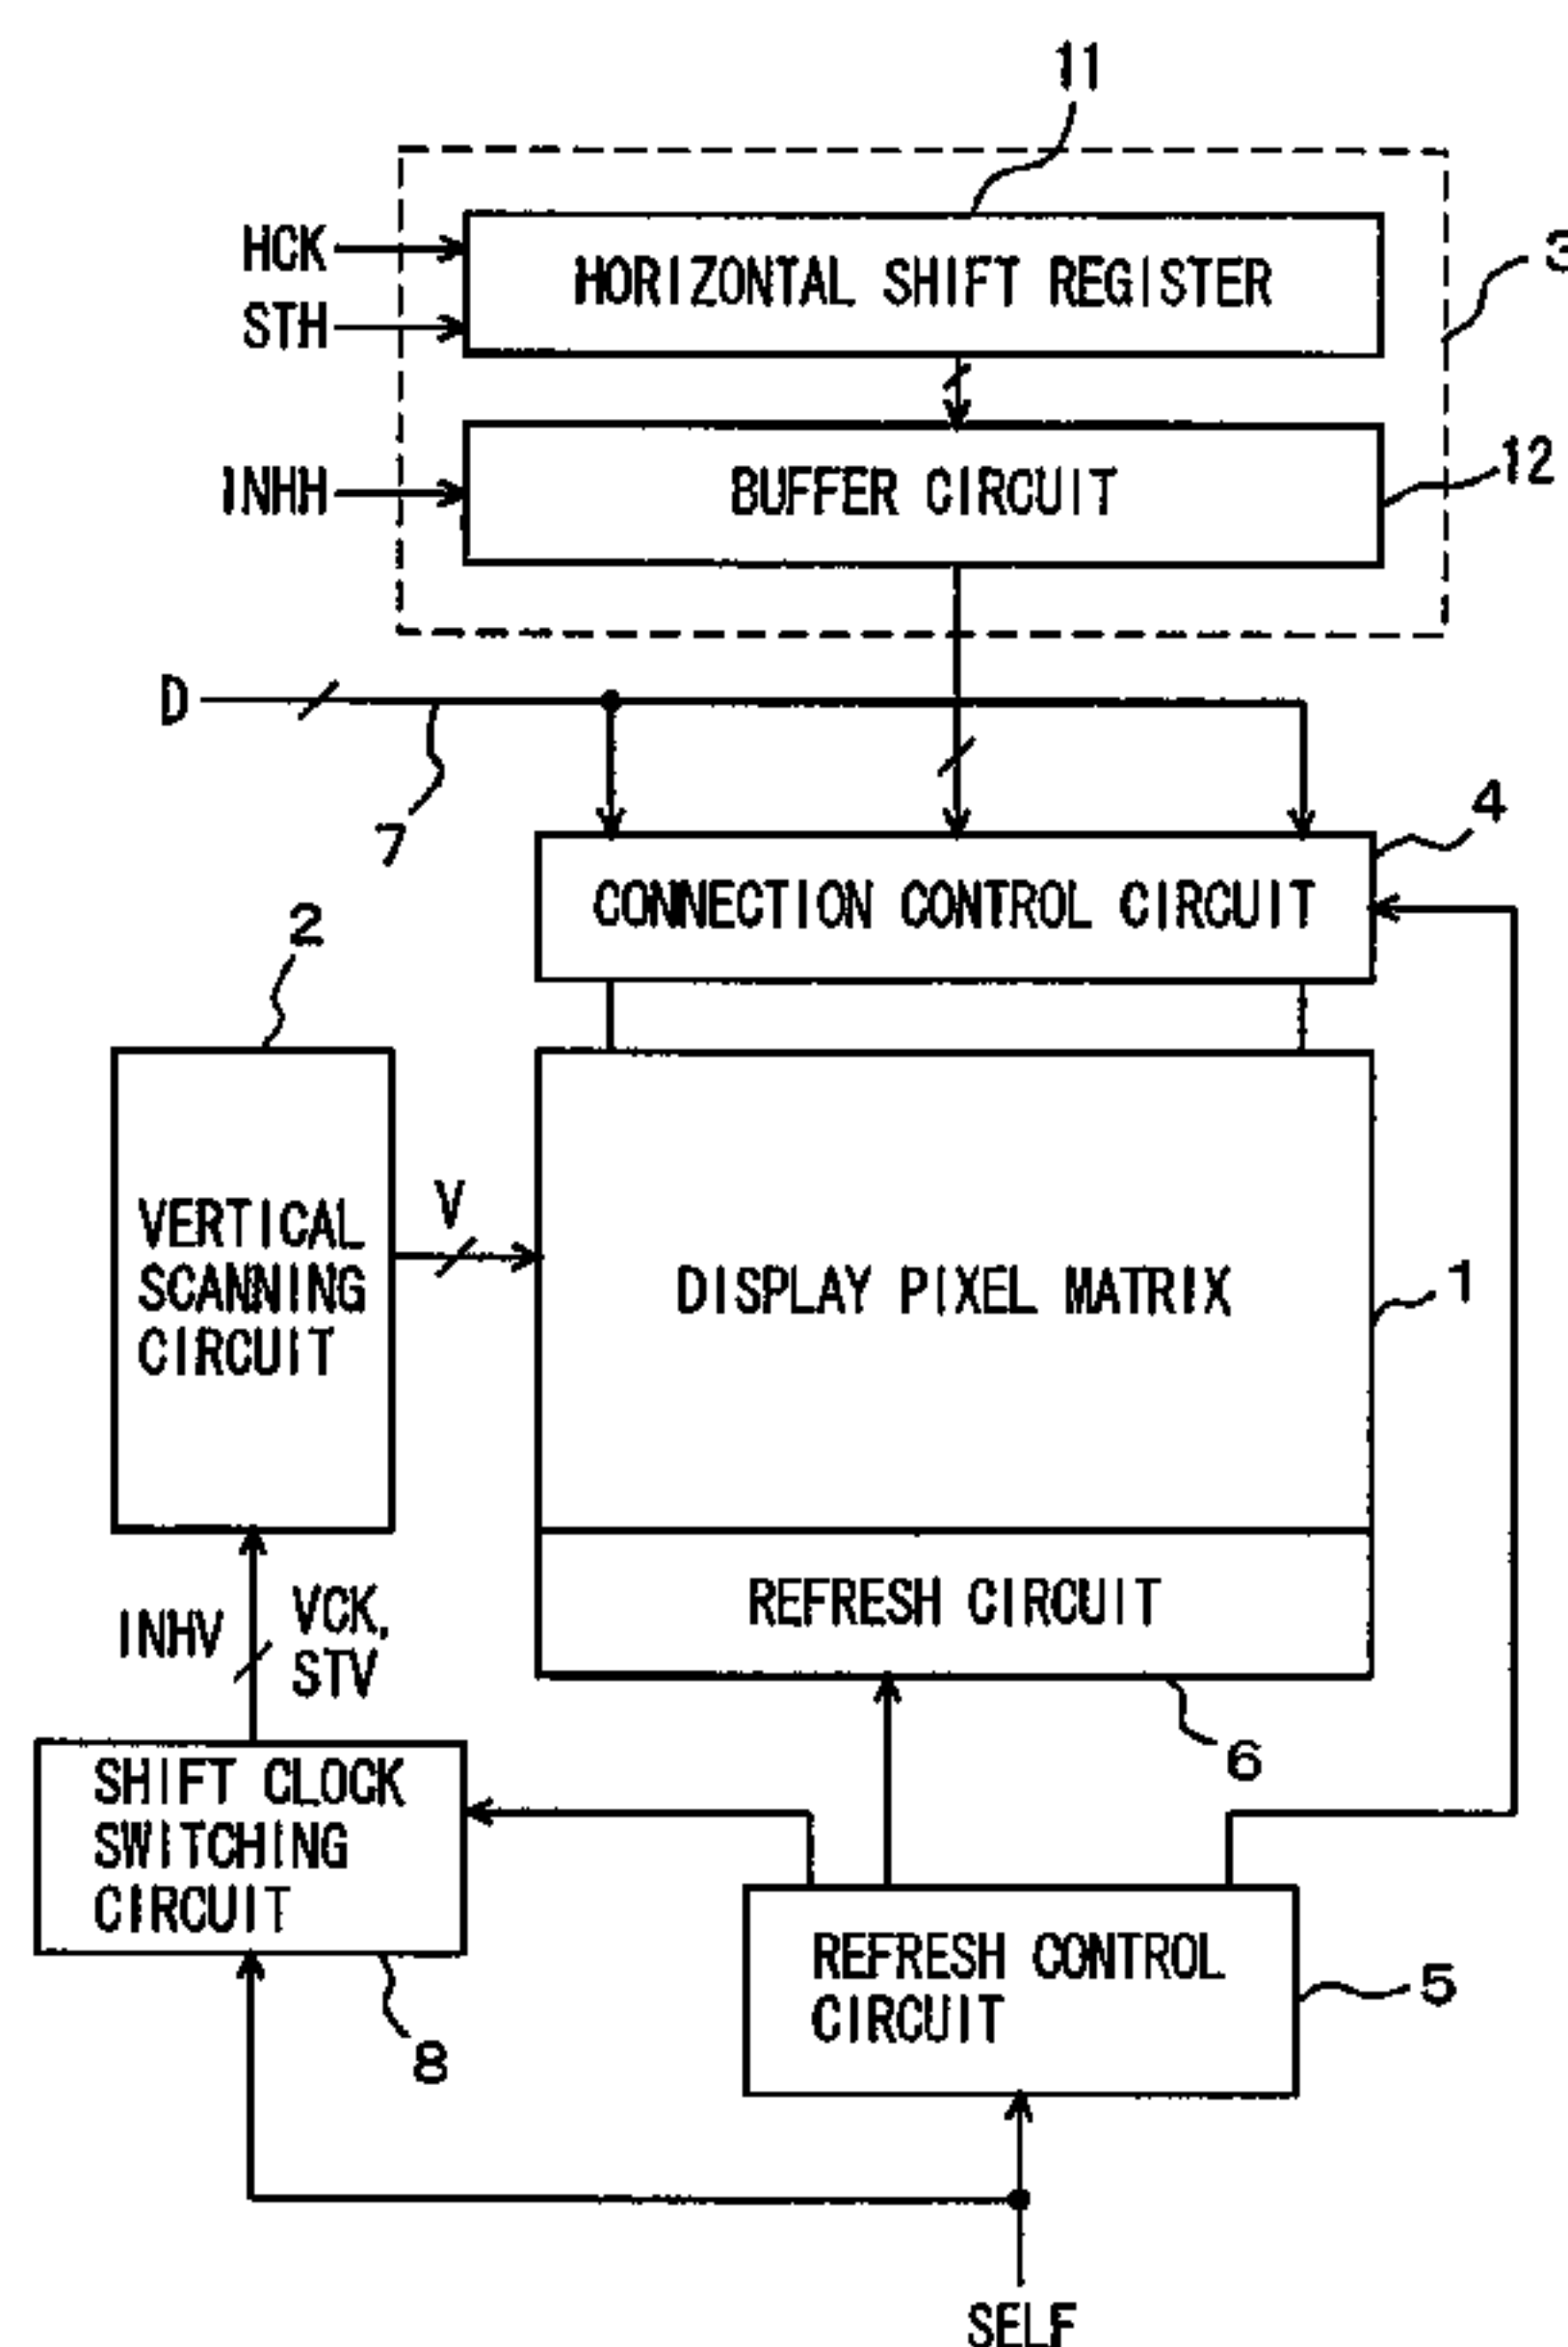 11
HCK
HORIZONTAL SHIFT REGISTER
3
STH
INHH
BUFFER CIRCUIT
12
D
7
4
CONNECTION CONTROL CIRCUIT
2
VERTICAL
SCANNING
CIRCUIT
V
DISPLAY PIXEL MATRIX
1
REFRESH CIRCUIT
INHV
VCK,
STV
6
SHIFT CLOCK
SWITCHING
CIRCUIT
8
REFRESH CONTROL
CIRCUIT
5
SELF